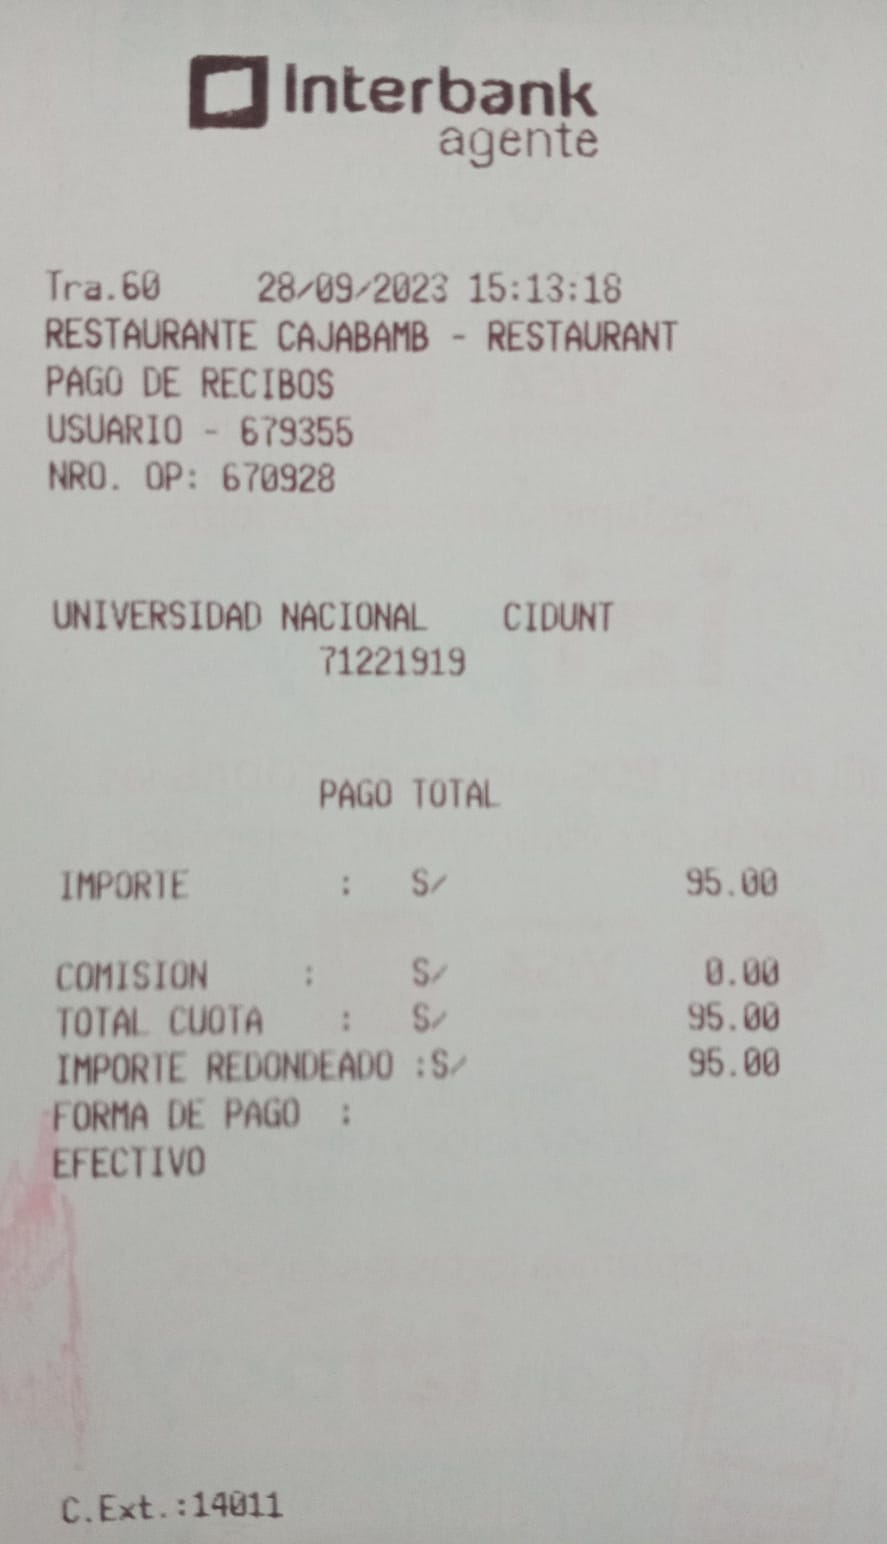 Interbank
agente
Tra.60 28/09/2023 15:13:18
RESTAURANTE CAJABAMB - RESTAURANT
PAGO DE RECIBOS
USUARIO - 679355
NRO. OP: 670928
UNIVERSIDAD NACIONAL CIDUNT
71221919
PAGO TOTAL
IMPORTE : S/ 95.00
COMISION : S/ 0.00
TOTAL CUOTA : S/ 95.00
IMPORTE REDONDEADO :S/ 95.00
FORMA DE PAGO :
EFECTIVO
C.Ext.:14011